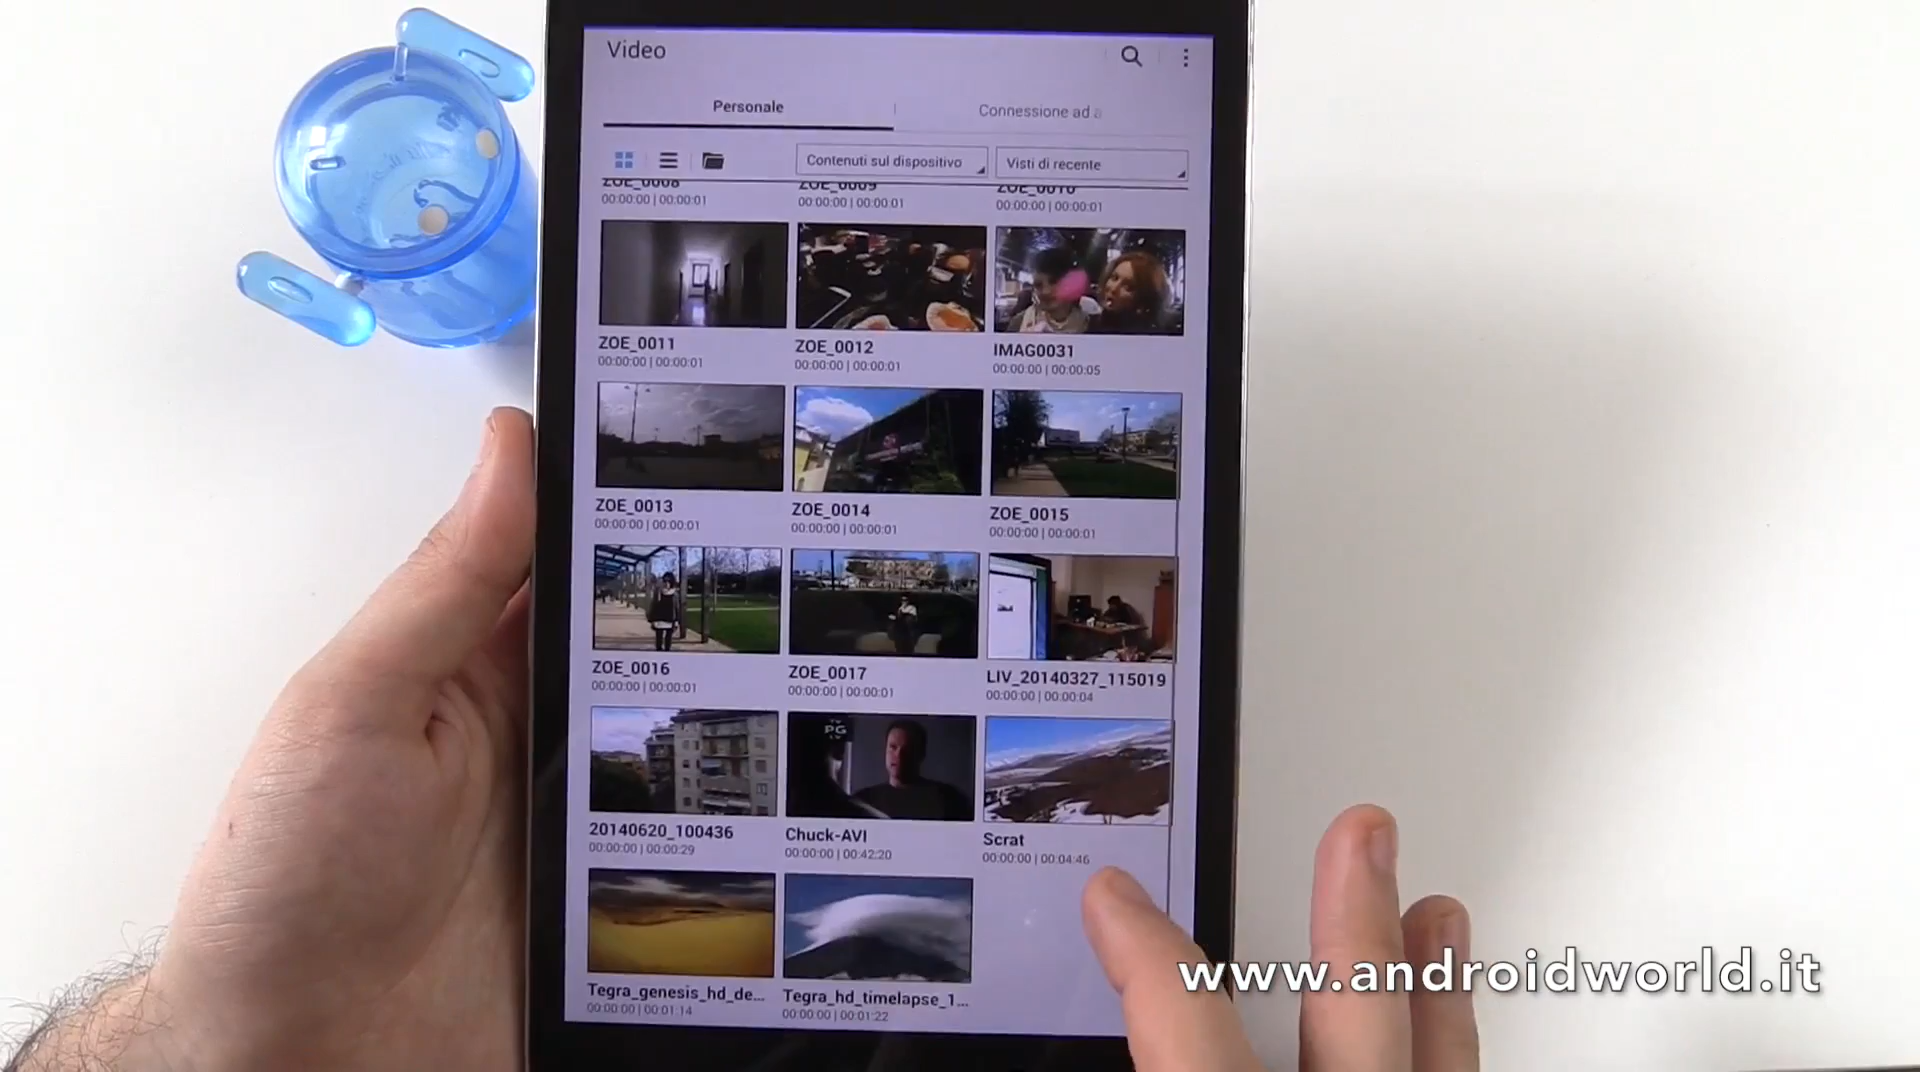 Video
Personale
Connessione ad a
Contenuti sul dispositivo
Visti di recente
ZOE_0008
ZOE_0009
ZOE_0010
00:00:00 | 00:00:01
00:00:00 | 00:00:01
00:00:00 | 00:00:01
ZOE_0011
ZOE_0012
IMAG0031
00:00:00 | 00:00:01
00:00:00 | 00:00:01
00:00:00 | 00:00:05
ZOE_0013
ZOE_0014
ZOE_0015
00:00:00 | 00:00:01
00:00:00 | 00:00:01
00:00:00 | 00:00:01
ZOE_0016
ZOE_0017
LIV_20140327_115019
00:00:00 | 00:00:01
00:00:00 | 00:00:01
00:00:00 | 00:00:04
TV
PG
LV
20140620_100436
Chuck-AVI
Scrat
00:00:00 | 00:00:29
00:00:00 | 00:42:20
00:00:00 | 00:04:46
Tegra_genesis_hd_de...
Tegra_hd_timelapse_1...
00:00:00 | 00:01:14
00:00:00 | 00:01:22
www.androidworld.it